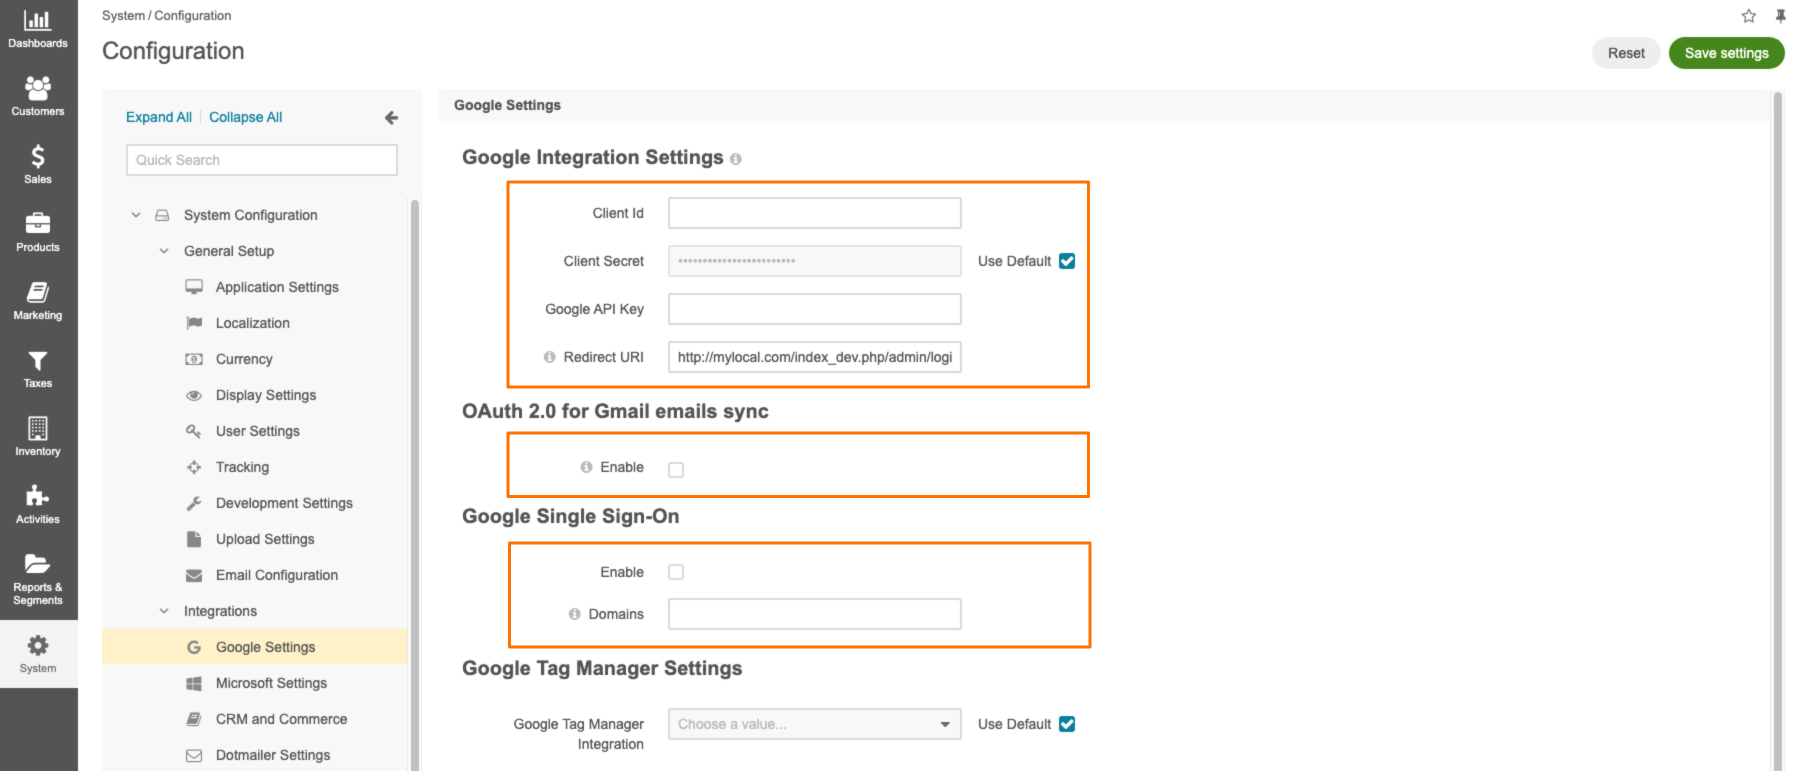 Dashboards
Customers
Sales
Products
Marketing
Taxes
Inventory
Activities
Reports &
Segments
System
System / Configuration
Configuration
Reset
Save settings
Expand All
Collapse All
Quick Search
System Configuration
General Setup
Application Settings
Localization
Currency
Display Settings
User Settings
Tracking
Development Settings
Upload Settings
Email Configuration
Integrations
Google Settings
Microsoft Settings
CRM and Commerce
Dotmailer Settings
Google Settings
Google Integration Settings
Client Id
Client Secret
Use Default
Google API Key
Redirect URI
http://mylocal.com/index_dev.php/admin/logi
OAuth 2.0 for Gmail emails sync
Enable
Google Single Sign-On
Enable
Domains
Google Tag Manager Settings
Google Tag Manager
Integration
Choose a value...
Use Default